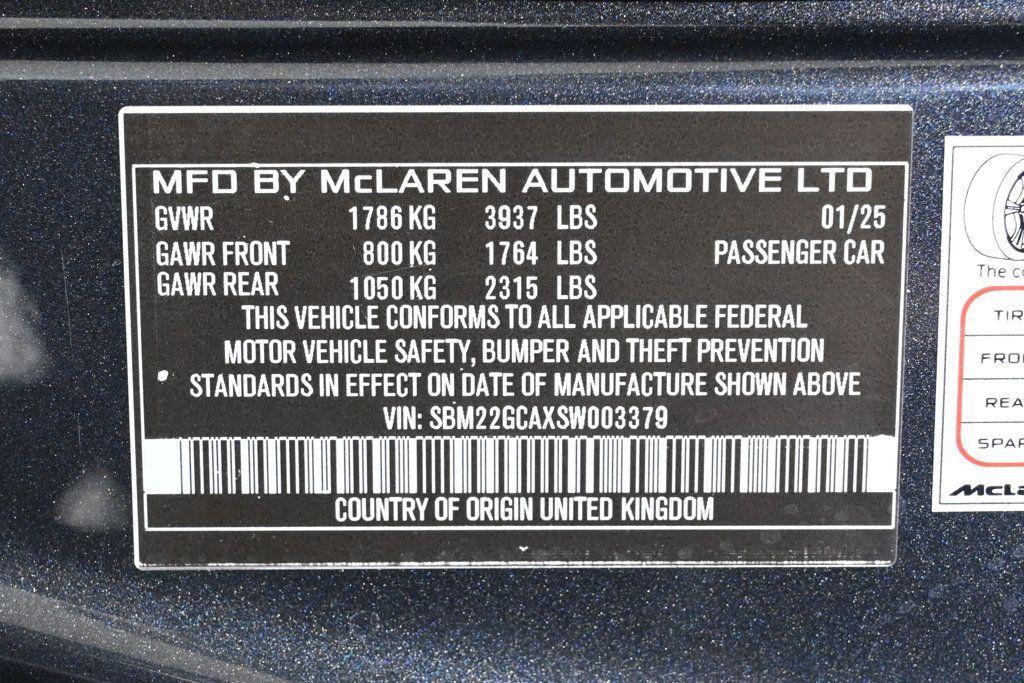 MFD BY McLAREN AUTOMOTIVE LTD
GVWR 1786 KG 3937 LBS 01/25
GAWR FRONT 800 KG 1764 LBS PASSENGER CAR
GAWR REAR 1050 KG 2315 LBS
THIS VEHICLE CONFORMS TO ALL APPLICABLE FEDERAL
MOTOR VEHICLE SAFETY, BUMPER AND THEFT PREVENTION
STANDARDS IN EFFECT ON DATE OF MANUFACTURE SHOWN ABOVE
VIN: SBM22GCAXSW003379
COUNTRY OF ORIGIN UNITED KINGDOM
The